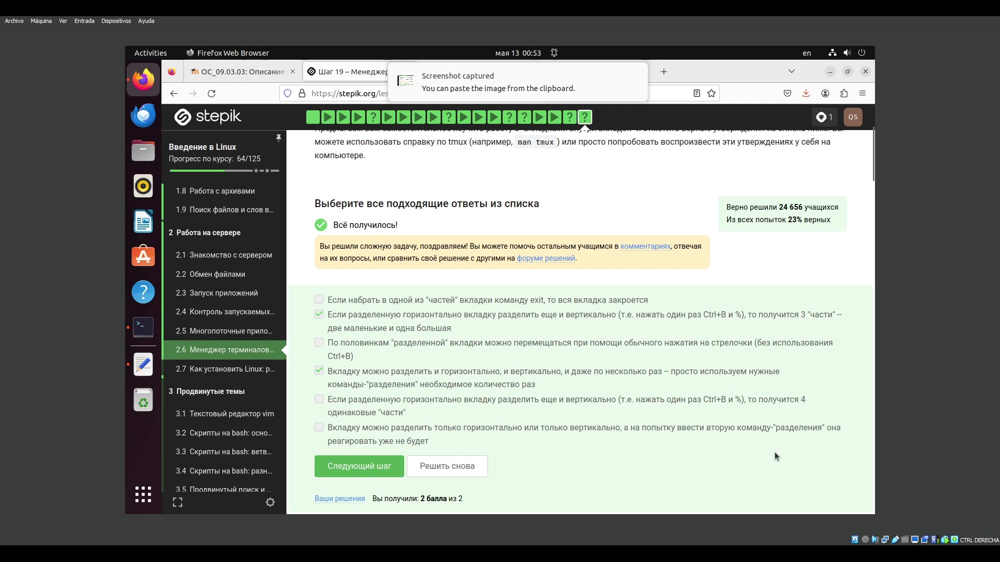 Archivo Máquina Ver Entrada Dispositivos Ayuda
Activities Firefox Web Browser мая 13 00:53 en
ОС_09.03.03: Описание Шаг 19 – Менеджер
Screenshot captured
You can paste the image from the clipboard.
https://stepik.org/les
stepik ? ? ? ? ? ? 1 QS
Введение в Linux
Прогресс по курсу: 64/125
1.8 Работа с архивами
1.9 Поиск файлов и слов в...
2 Работа на сервере
2.1 Знакомство с сервером
2.2 Обмен файлами
2.3 Запуск приложений
2.4 Контроль запускаемых...
2.5 Многопоточные прило...
2.6 Менеджер терминалов...
2.7 Как установить Linux: р...
3 Продвинутые темы
3.1 Текстовый редактор vim
3.2 Скрипты на bash: осно...
3.3 Скрипты на bash: ветв...
3.4 Скрипты на bash: разн...
3.5 Продвинутый поиск и ...
можете использовать справку по tmux (например, man tmux ) или просто попробовать воспроизвести эти утверждениях у себя на
компьютере.
Выберите все подходящие ответы из списка
Верно решили 24 656 учащихся
Из всех попыток 23% верных
Всё получилось!
Вы решили сложную задачу, поздравляем! Вы можете помочь остальным учащимся в комментариях, отвечая
на их вопросы, или сравнить своё решение с другими на форуме решений.
Если набрать в одной из "частей" вкладки команду exit, то вся вкладка закроется
Если разделенную горизонтально вкладку разделить еще и вертикально (т.е. нажать один раз Ctrl+B и %), то получится 3 "части" --
две маленькие и одна большая
По половинкам "разделенной" вкладки можно перемещаться при помощи обычного нажатия на стрелочки (без использования
Ctrl+B)
Вкладку можно разделить и горизонтально, и вертикально, и даже по несколько раз -- просто используем нужные
команды-"разделения" необходимое количество раз
Если разделенную горизонтально вкладку разделить еще и вертикально (т.е. нажать один раз Ctrl+B и %), то получится 4
одинаковые "части"
Вкладку можно разделить только горизонтально или только вертикально, а на попытку ввести вторую команду-"разделения" она
реагировать уже не будет
Следующий шаг Решить снова
Ваши решения Вы получили: 2 балла из 2
CTRL DERECHA